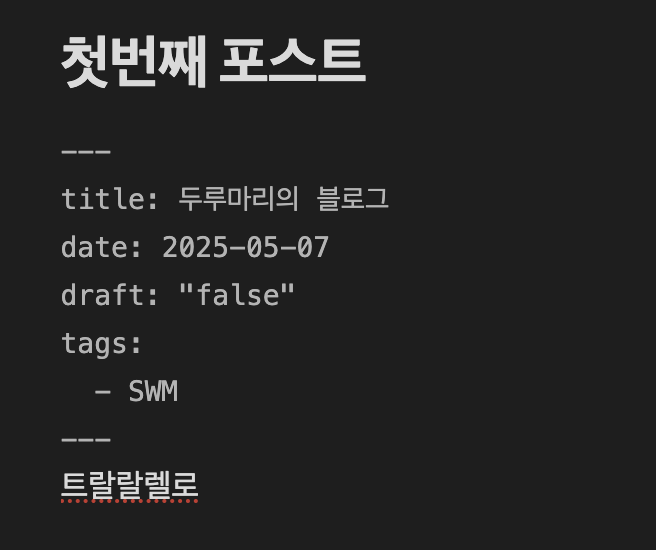 첫번째 포스트
---
title: 두루마리의 블로그
date: 2025-05-07
draft: "false"
tags:
  - SWM
---
트랄랄렐로